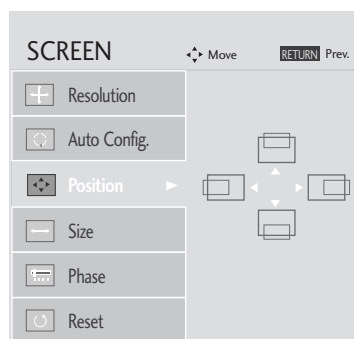 SCREEN Move RETURN Prev.
Resolution
Auto Config.
Position
Size
Phase
Reset